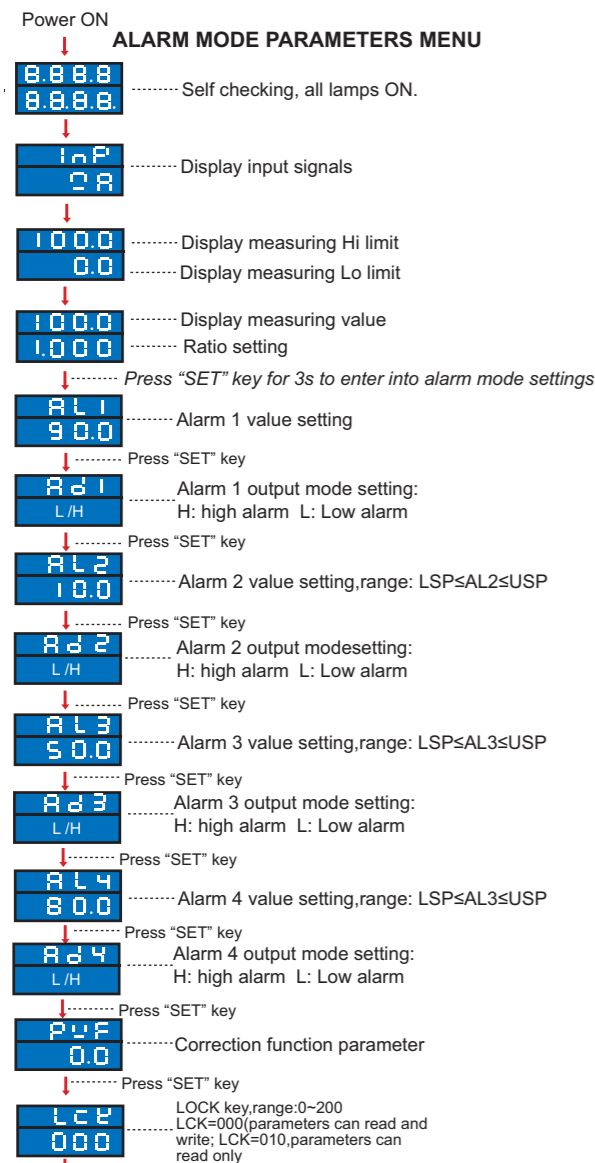 Power ON
ALARM MODE PARAMETERS MENU
8.8.8.8
8.8.8.8.
Self checking, all lamps ON.
InP
Display input signals
100.0
Display measuring Hi limit
0.0
Display measuring Lo limit
100.0
Display measuring value
1.000
Ratio setting
Press “SET” key for 3s to enter into alarm mode settings
AL1
90.0
Alarm 1 value setting
Press “SET” key
Ad1
L /H
Alarm 1 output mode setting:
H: high alarm L: Low alarm
Press “SET” key
AL2
10.0
Alarm 2 value setting,range: LSP≤AL2≤USP
Press “SET” key
Ad2
L /H
Alarm 2 output modesetting:
H: high alarm L: Low alarm
Press “SET” key
AL3
50.0
Alarm 3 value setting,range: LSP≤AL3≤USP
Press “SET” key
Ad3
L /H
Alarm 3 output mode setting:
H: high alarm L: Low alarm
Press “SET” key
AL4
80.0
Alarm 4 value setting,range: LSP≤AL3≤USP
Press “SET” key
Ad4
L /H
Alarm 4 output mode setting:
H: high alarm L: Low alarm
Press “SET” key
PvF
0.0
Correction function parameter
Press “SET” key
LcK
000
LOCK key,range:0~200
LCK=000(parameters can read and
write; LCK=010,parameters can
read only